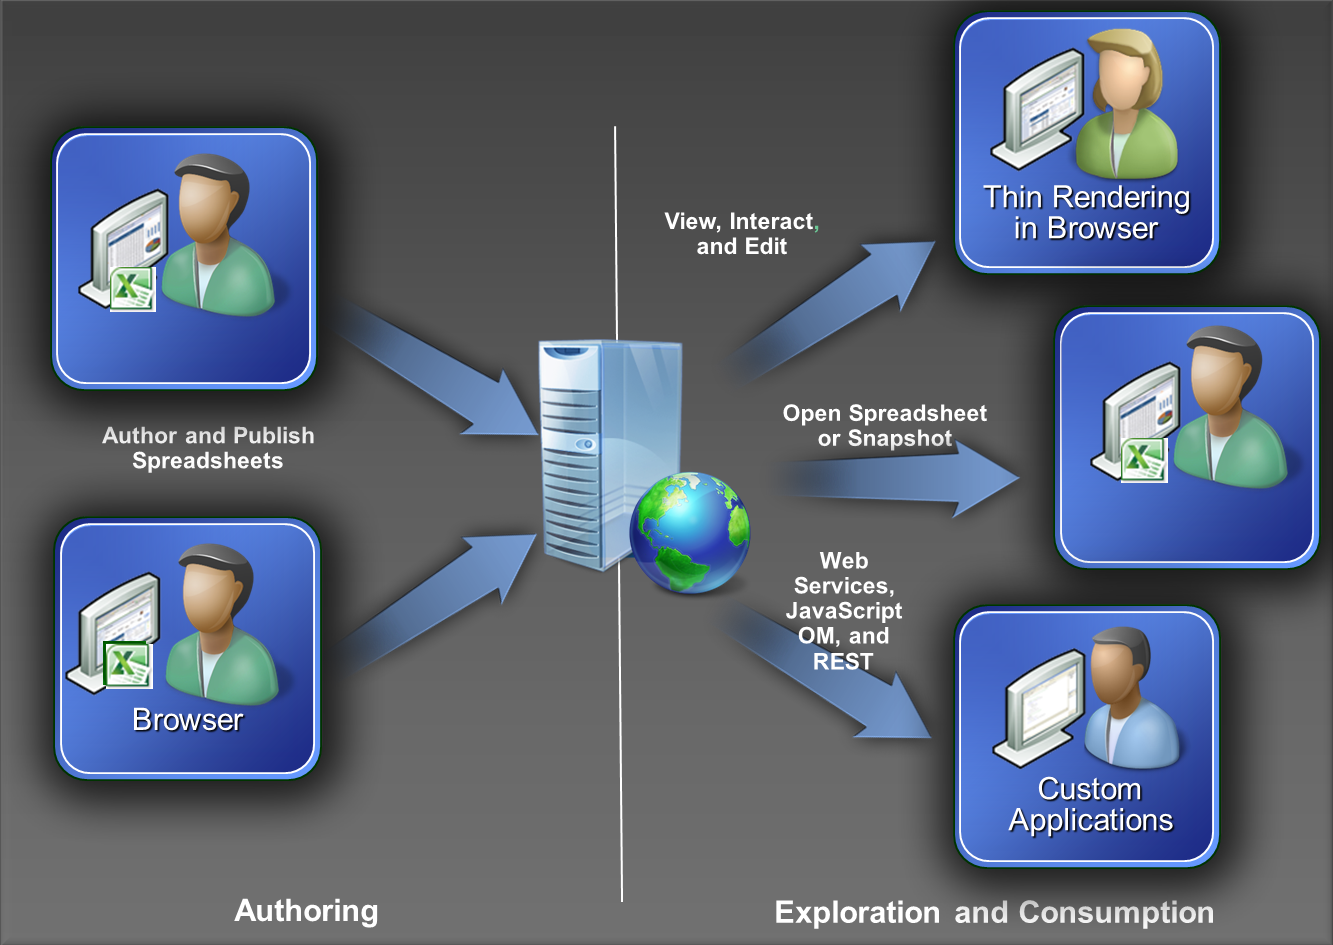 Thin Rendering
in Browser
View, Interact,
and Edit
Open Spreadsheet
or Snapshot
Author and Publish
Spreadsheets
Web
Services,
JavaScript
OM, and
REST
Browser
Custom
Applications
Authoring
Exploration and Consumption